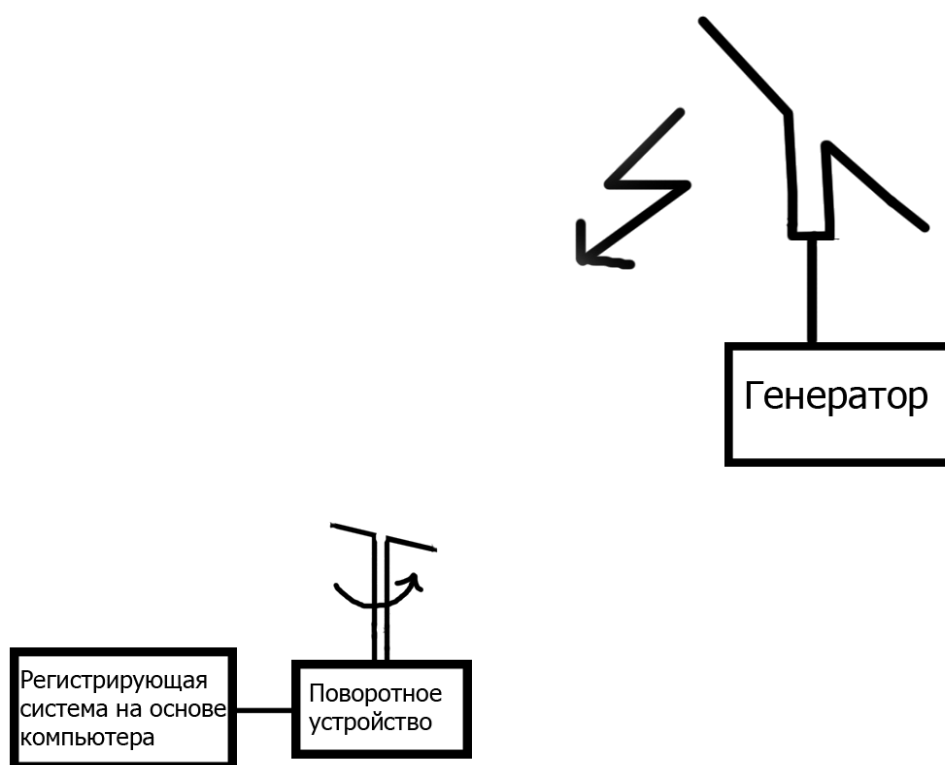 Генератор
Регистрирующая
система на основе
компьютера
Поворотное
устройство